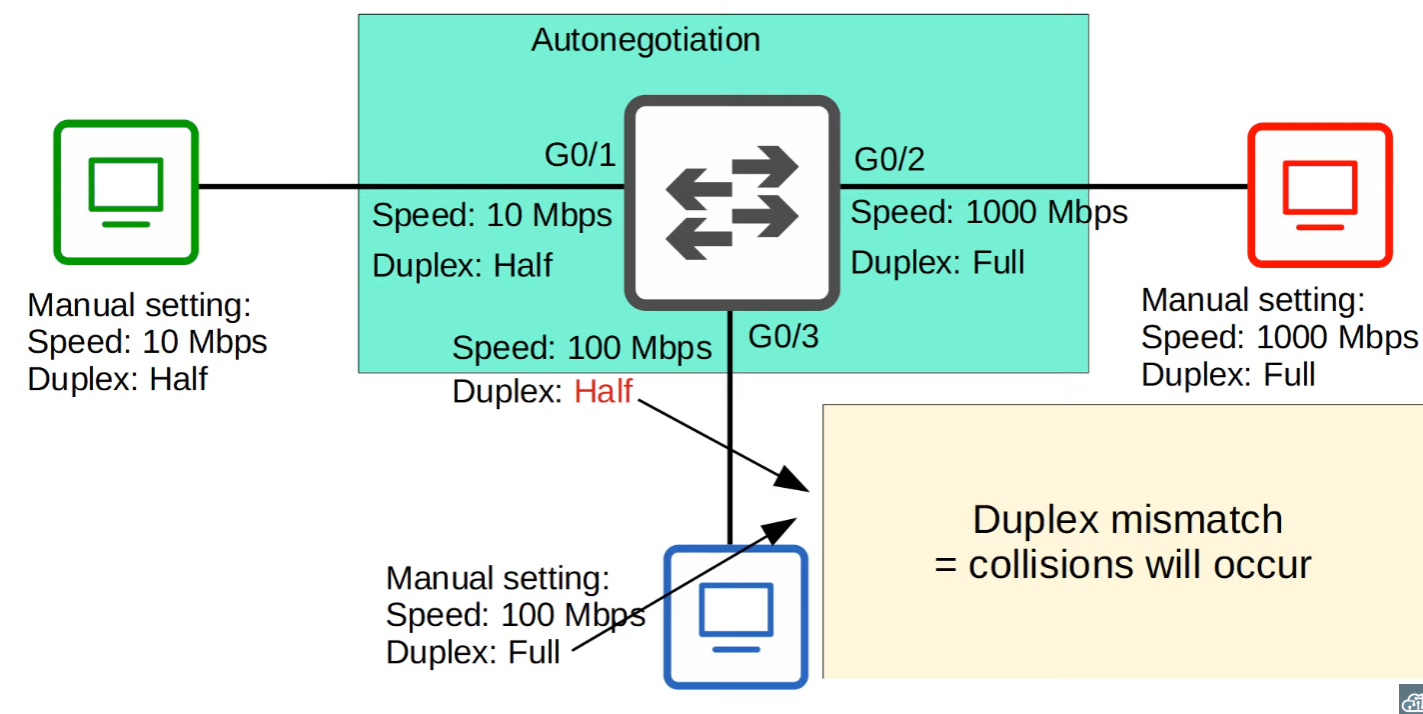 Autonegotiation
G0/1
G0/2
Speed: 10 Mbps
Duplex: Half
Speed: 1000 Mbps
Duplex: Full
Manual setting:
Speed: 10 Mbps
Duplex: Half
Manual setting:
Speed: 1000 Mbps
Duplex: Full
G0/3
Speed: 100 Mbps
Duplex: Half
Duplex mismatch
= collisions will occur
Manual setting:
Speed: 100 Mbps
Duplex: Full